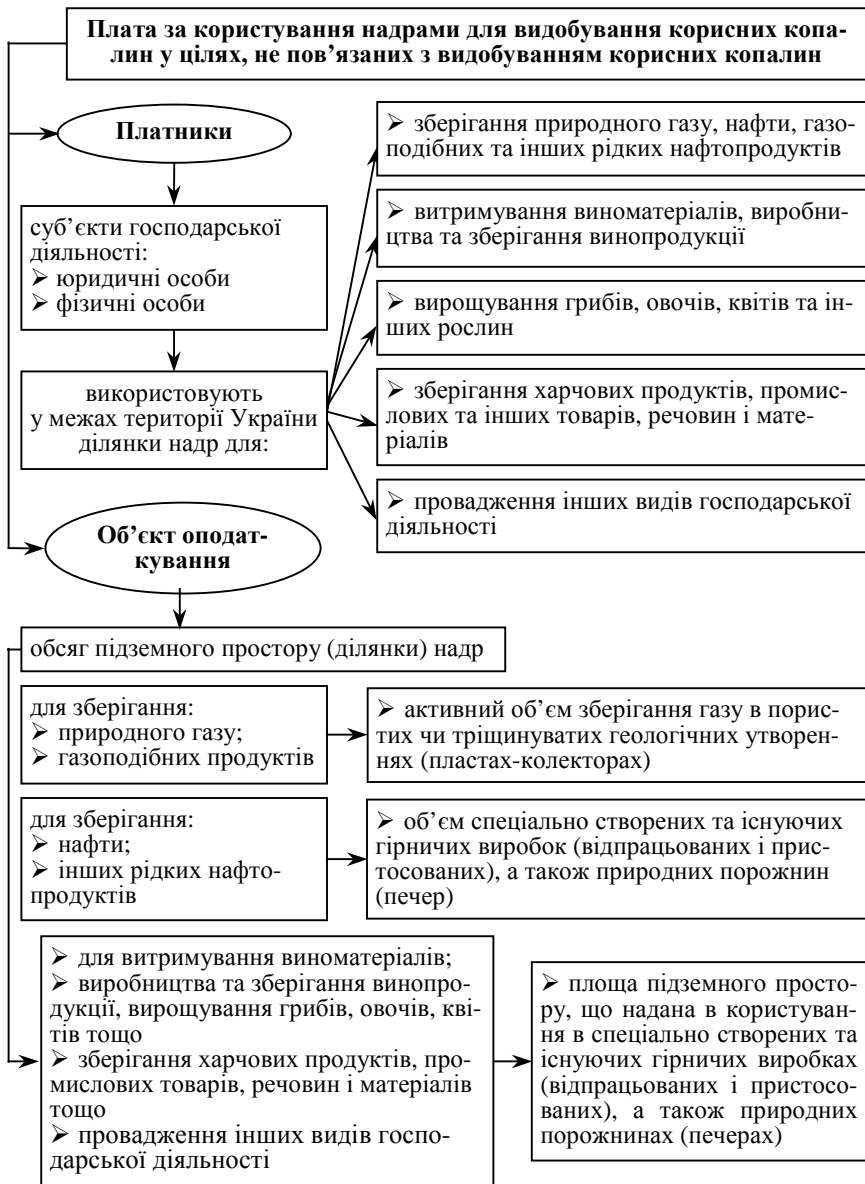 Плата за користування надрами для видобування корисних копа-
лин у цілях, не пов’язаних з видобуванням корисних копалин
Платники
суб’єкти господарської
діяльності:
➢ юридичні особи
➢ фізичні особи
використовують
у межах території України
ділянки надр для:
➢ зберігання природного газу, нафти, газо-
подібних та інших рідких нафтопродуктів
➢ витримування виноматеріалів, вироб-
ництва та зберігання винопродукції
➢ вирощування грибів, овочів, квітів та ін-
ших рослин
➢ зберігання харчових продуктів, промис-
лових та інших товарів, речовин і мате-
ріалів
➢ провадження інших видів господарської
діяльності
Об’єкт оподат-
кування
обсяг підземного простору (ділянки) надр
для зберігання:
➢ природного газу;
➢ газоподібних продуктів
➢ активний об’єм зберігання газу в порис-
тих чи тріщинуватих геологічних утворен-
нях (пластах-колекторах)
для зберігання:
➢ нафти;
➢ інших рідких нафто-
продуктів
➢ об’єм спеціально створених та існуючих
гірничих виробок (відпрацьованих і прис-
тосованих), а також природних порожнин
(печер)
➢ для витримування виноматеріалів;
➢ виробництва та зберігання винопро-
дукції, вирощування грибів, овочів, кві-
тів тощо
➢ зберігання харчових продуктів, про-
мислових товарів, речовин і матеріалів
тощо
➢ провадження інших видів госпо-
дарської діяльності
➢ площа підземного просто-
ру, що надана в користуван-
ня в спеціально створених та
існуючих гірничих виробках
(відпрацьованих і пристосо-
ваних), а також природних
порожнинах (печерах)